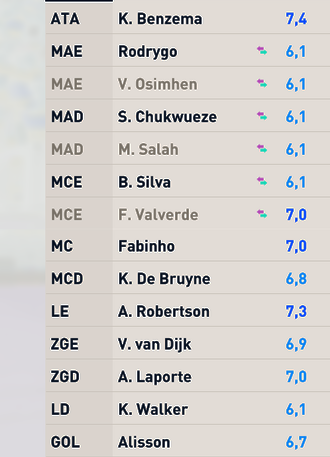 ATA K. Benzema 7,4
MAE Rodrygo 6,1
MAE V. Osimhen 6,1
MAD S. Chukwueze 6,1
MAD M. Salah 6,1
MCE B. Silva 6,1
MCE F. Valverde 7,0
MC Fabinho 7,0
MCD K. De Bruyne 6,8
LE A. Robertson 7,3
ZGE V. van Dijk 6,9
ZGD A. Laporte 7,0
LD K. Walker 6,1
GOL Alisson 6,7